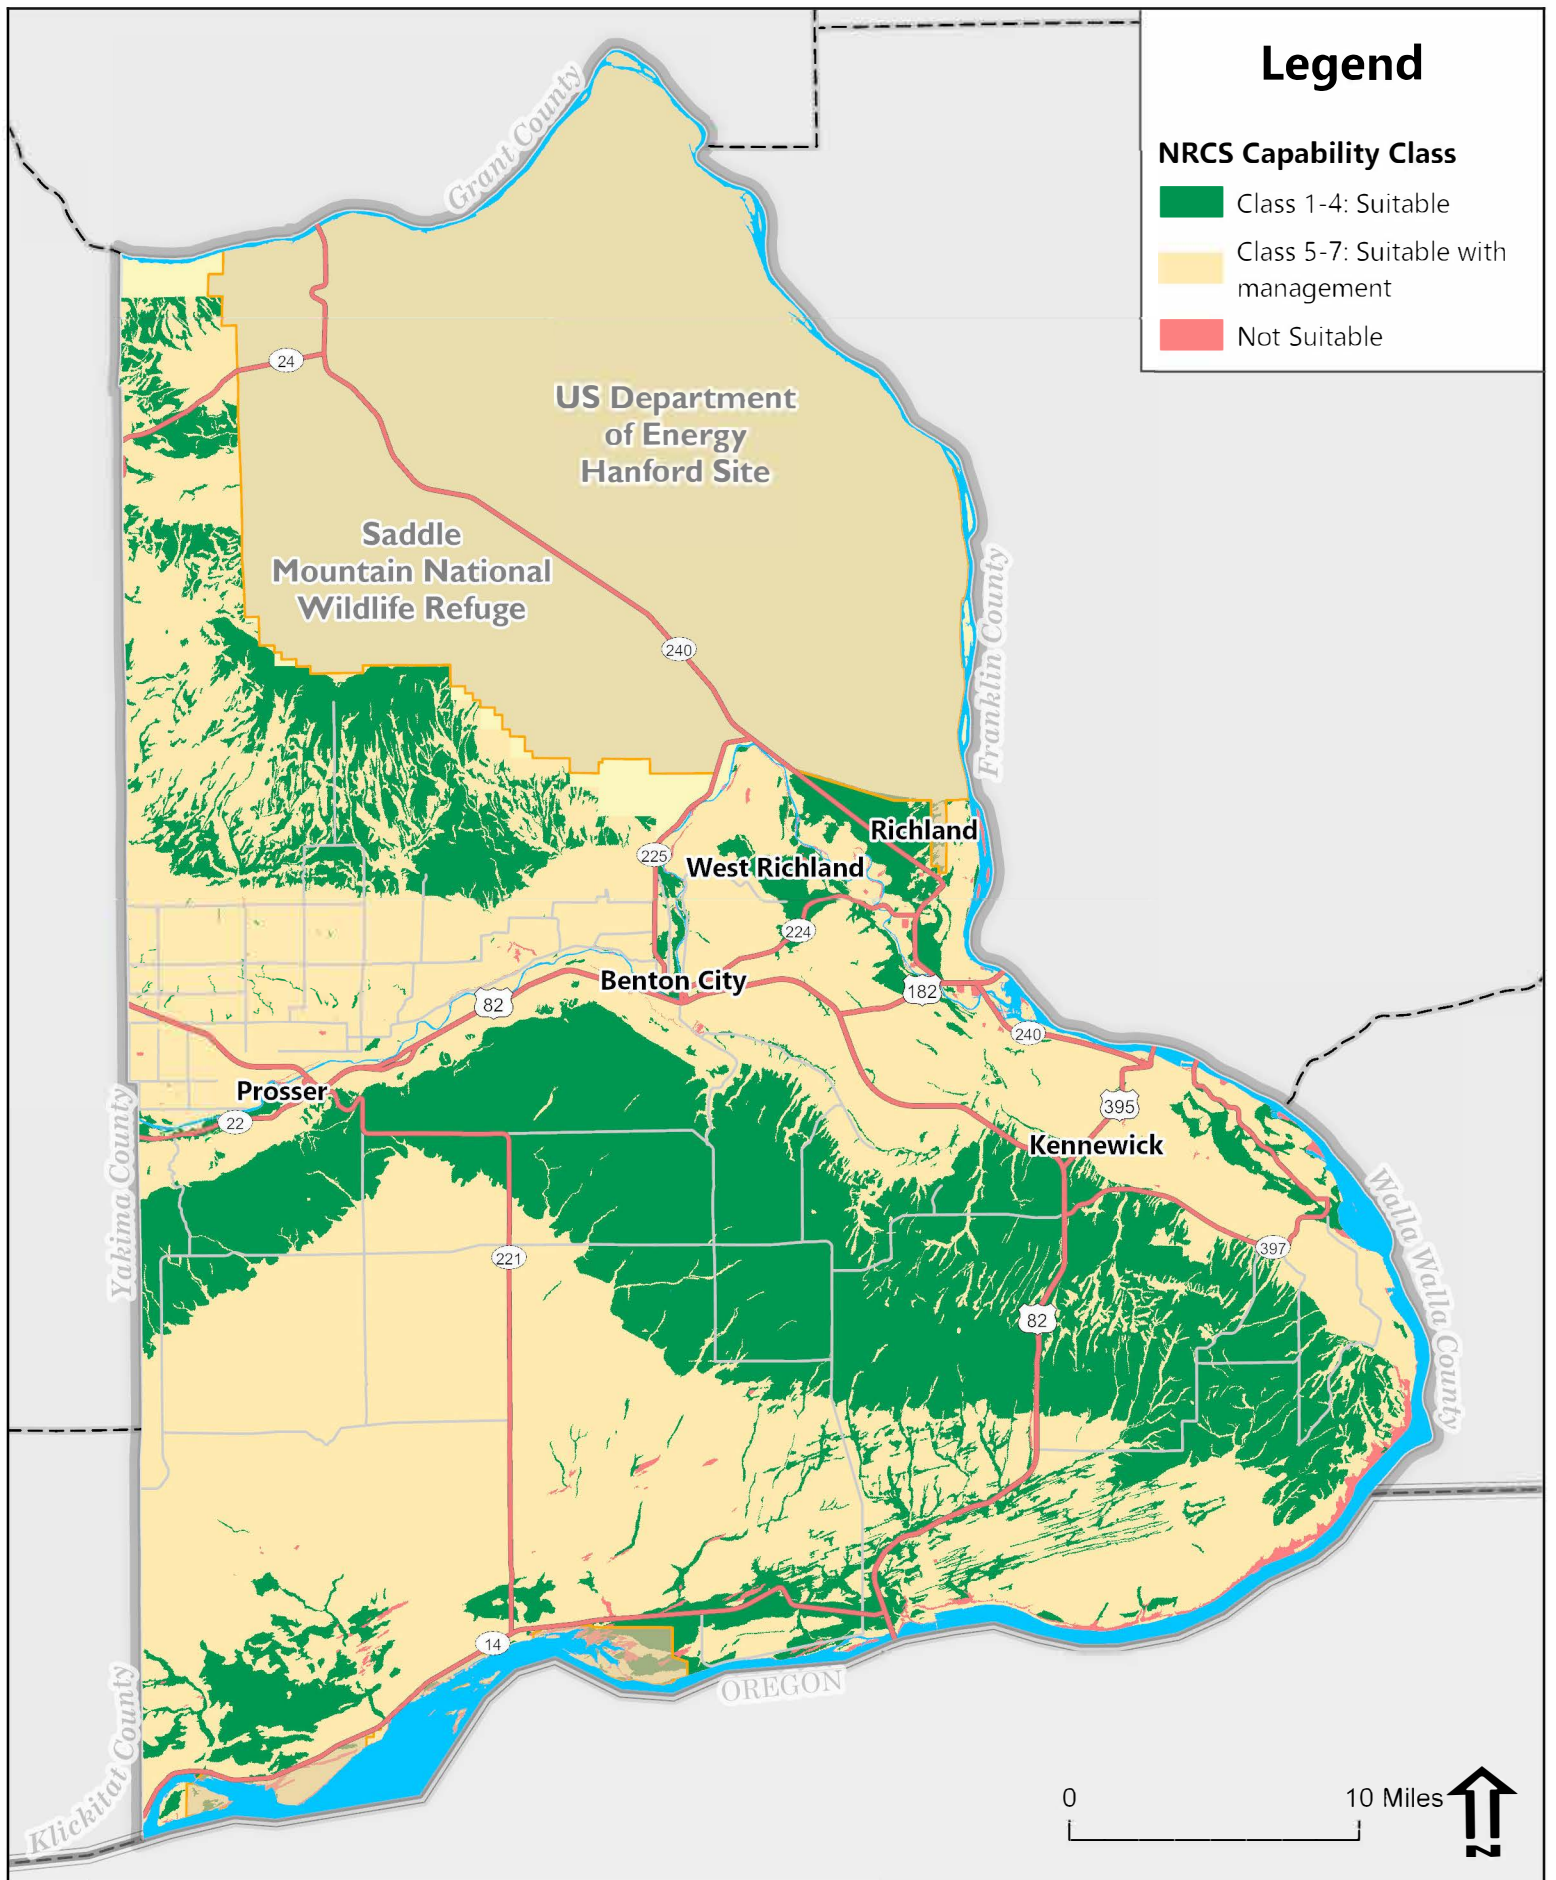 Legend
NRCS Capability Class
Class 1-4: Suitable
Class 5-7: Suitable with
management
Not Suitable
Grant County
24
US Department
of Energy
Hanford Site
Saddle
Mountain National
Wildlife Refuge
240
Franklin County
Richland
225
West Richland
224
Benton City
182
82
240
Prosser
395
22
Kennewick
Yakima County
Walla Walla County
397
221
82
14
OREGON
Klickitat County
0
10 Miles
N